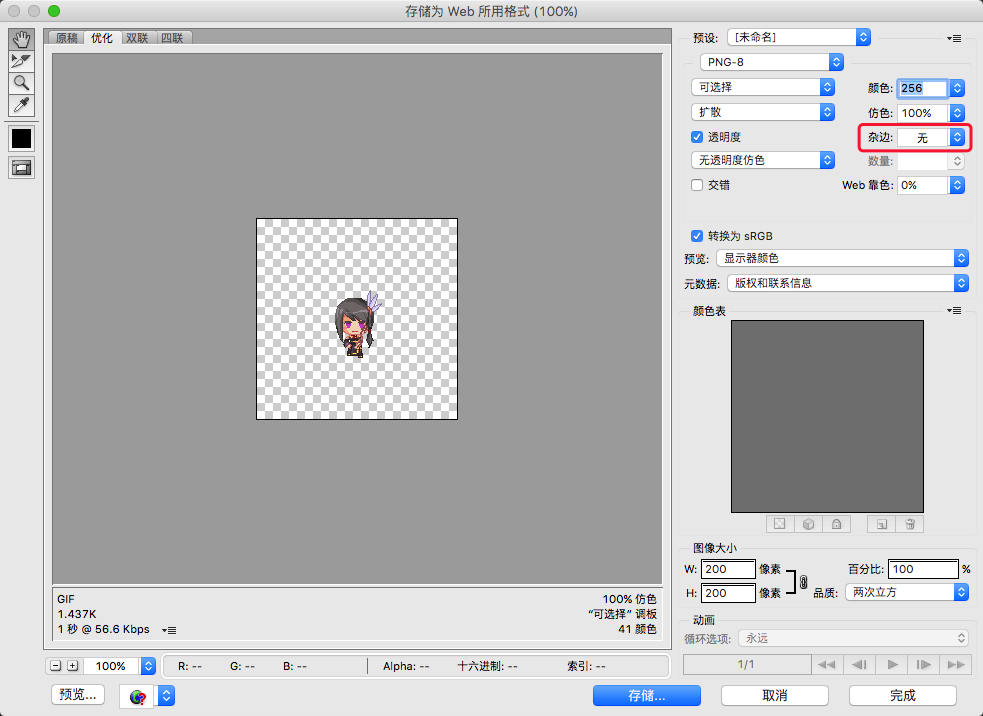 存储为 Web 所用格式 (100%)
原稿 优化 双联 四联
预设: [未命名]
PNG-8
可选择 颜色: 256
扩散 仿色: 100%
透明度 杂边: 无
无透明度仿色 数量:
交错 Web 靠色: 0%
转换为 sRGB
预览: 显示器颜色
元数据: 版权和联系信息
颜色表
图像大小
W: 200 像素 百分比: 100 %
H: 200 像素 品质: 两次立方
动画
循环选项: 永远
1/1
GIF 100% 仿色
1.437K “可选择” 调板
1 秒 @ 56.6 Kbps 41 颜色
100% R: -- G: -- B: -- Alpha: -- 十六进制: -- 索引: --
预览... 存储... 取消 完成